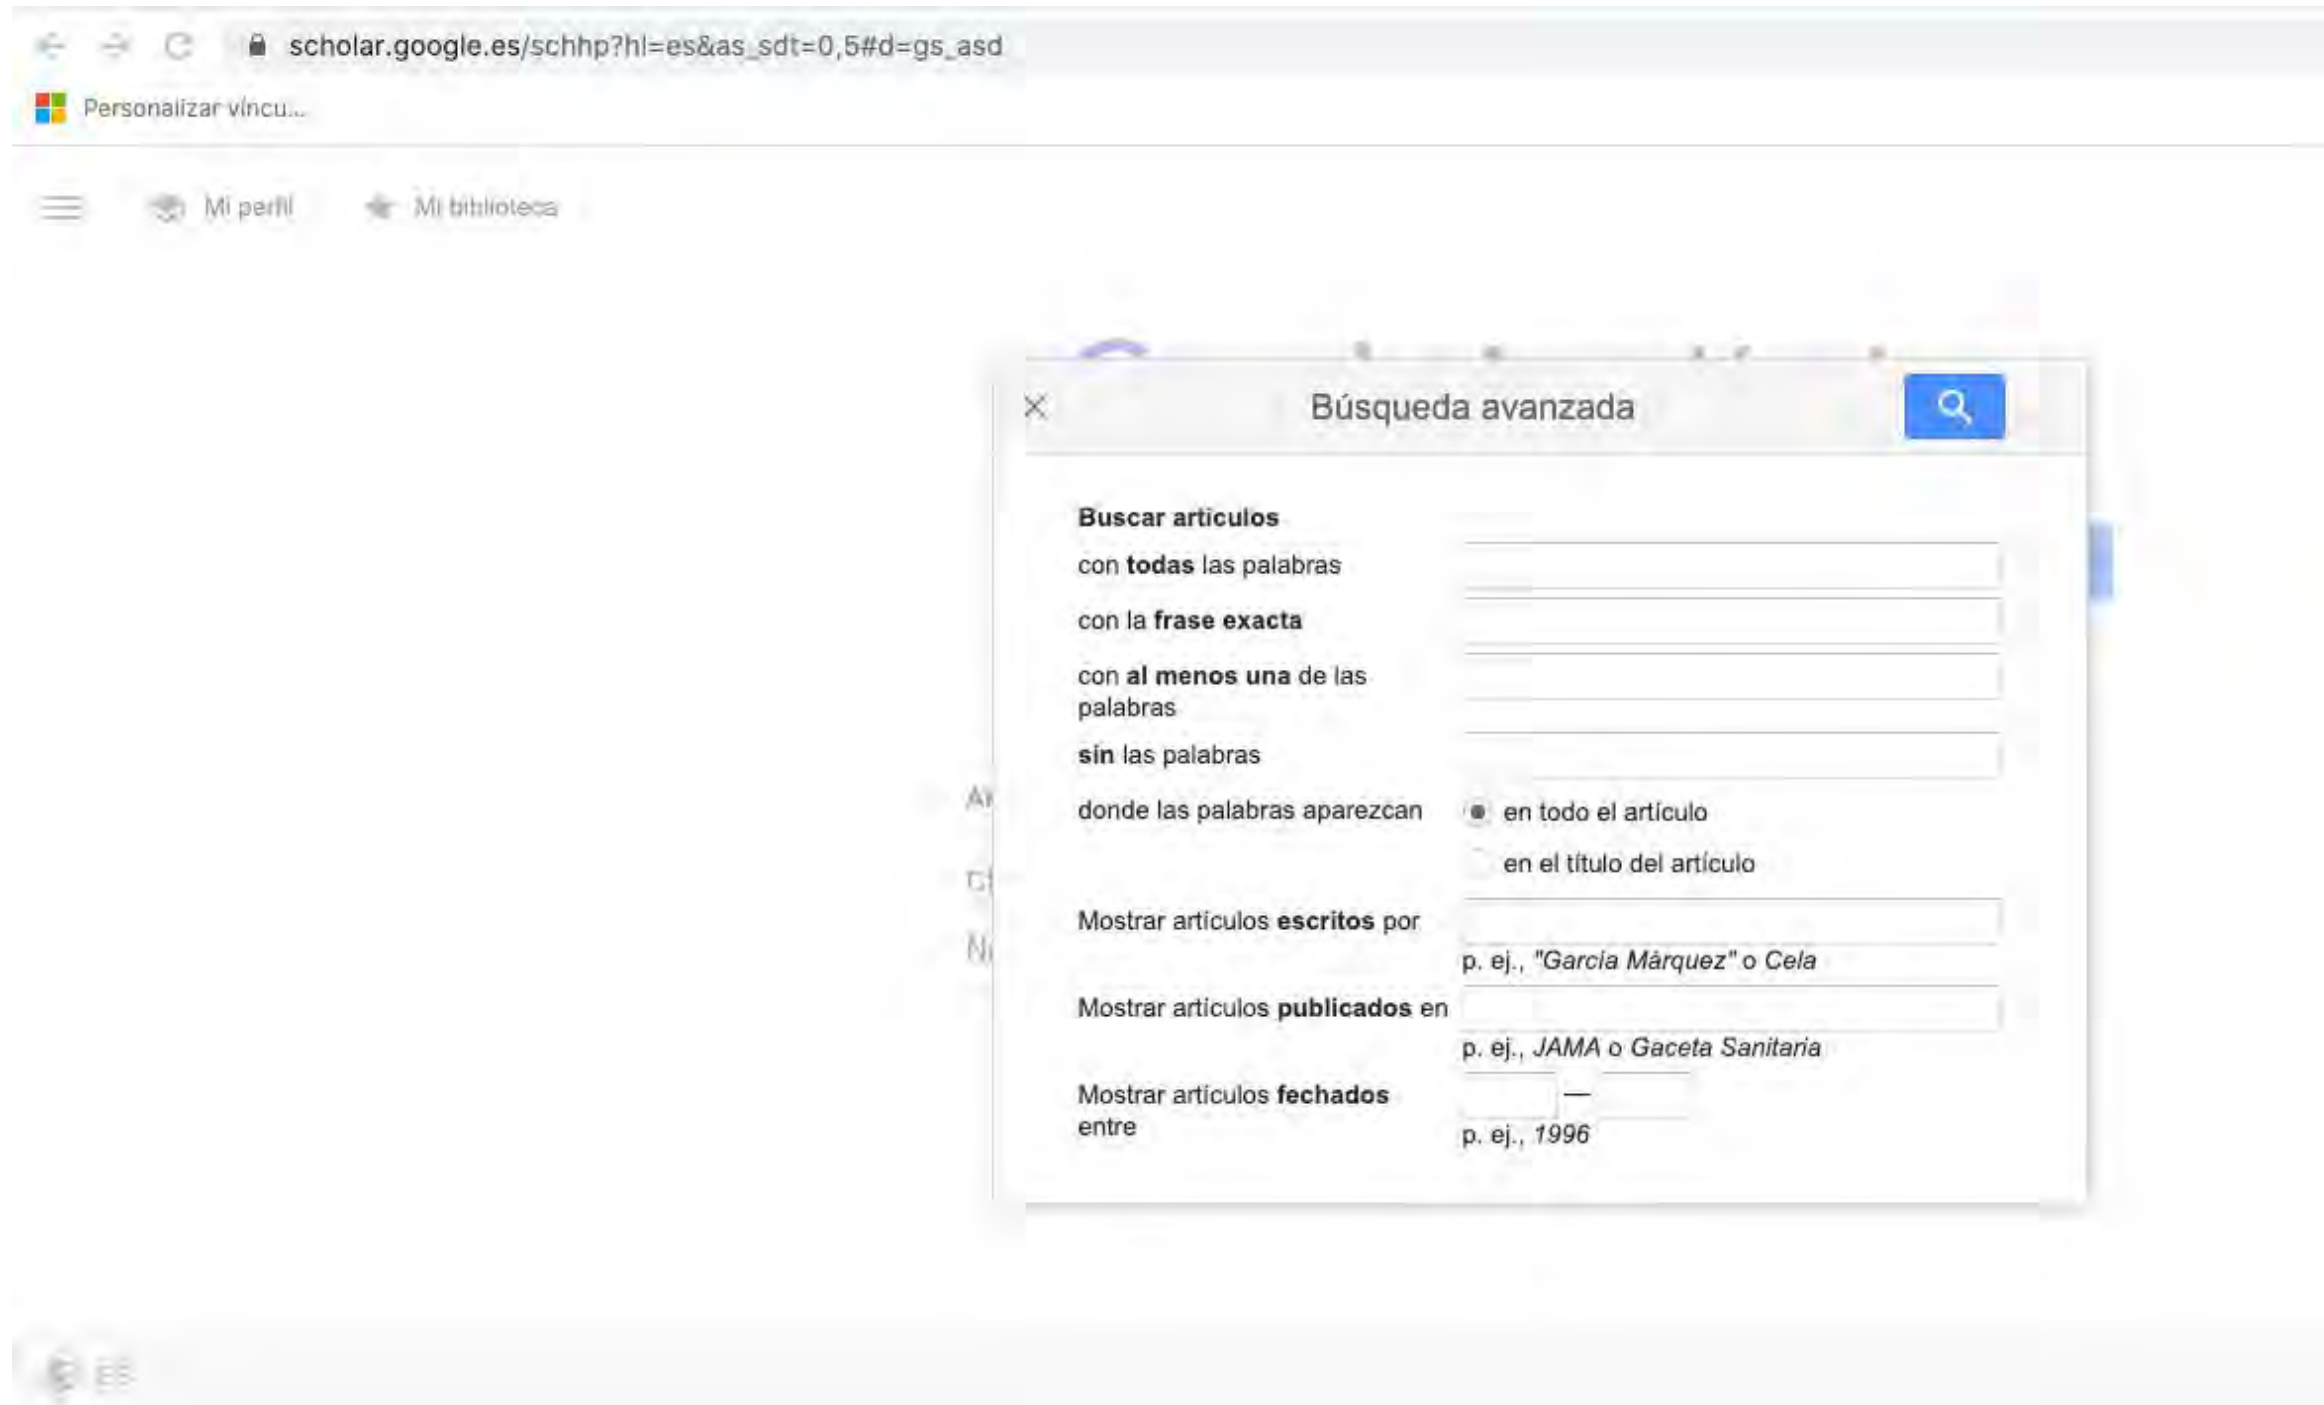 scholar.google.es/schhp?hl=es&as_sdt=0,5#d=gs_asd
Personalizar víncu...
Mi perfil
Mi biblioteca
Búsqueda avanzada
Buscar artículos
con todas las palabras
con la frase exacta
con al menos una de las
palabras
sin las palabras
donde las palabras aparezcan en todo el artículo
en el título del artículo
Mostrar artículos escritos por
p. ej., "García Márquez" o Cela
Mostrar artículos publicados en
p. ej., JAMA o Gaceta Sanitaria
Mostrar artículos fechados —
entre
p. ej., 1996
ES